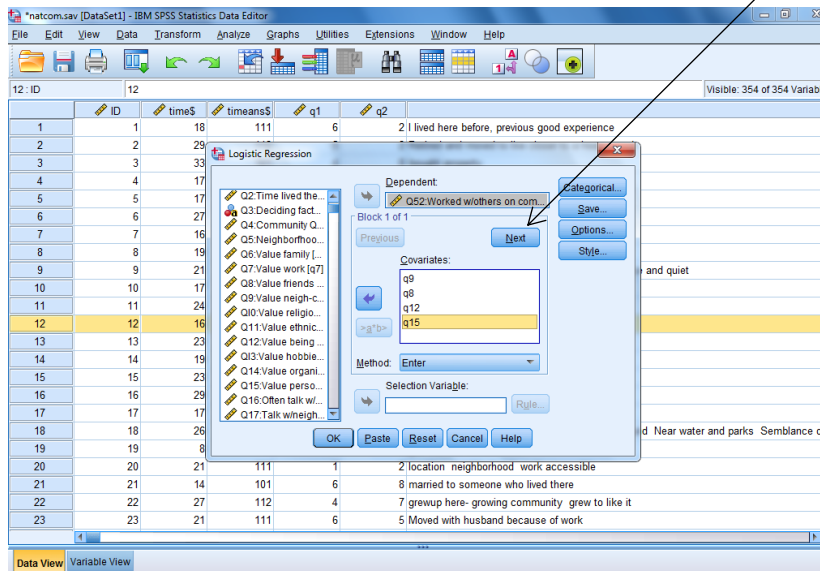 *natcom.sav [DataSet1] - IBM SPSS Statistics Data Editor
File Edit View Data Transform Analyze Graphs Utilities Extensions Window Help
12 : ID 12 Visible: 354 of 354 Variab
ID time$ timeans$ q1 q2
1 1 18 111 6 2 I lived here before, previous good experience
2 2 29
3 3 33
4 4 17
5 5 17
6 6 27
7 7 16
8 8 19
9 9 21 and quiet
10 10 17
11 11 24
12 12 16
13 13 23
14 14 19
15 15 23
16 16 29
17 17 17
18 18 26 d Near water and parks Semblance
19 19 8
20 20 21 111 1 2 location neighborhood work accessible
21 21 14 101 6 8 married to someone who lived there
22 22 27 112 4 7 grewup here- growing community grew to like it
23 23 21 111 6 5 Moved with husband because of work
Data View Variable View
Logistic Regression
Q2:Time lived the...
Q3:Deciding fact...
Q4:Community Q...
Q5:Neighborhoo...
Q6:Value family [...
Q7:Value work [q7]
Q8:Value friends ...
Q9:Value neigh-c...
QI0:Value religio...
Q11:Value ethnic...
Q12:Value being ...
QI3:Value hobbie...
Q14:Value organi...
Q15:Value perso...
Q16:Often talk w/...
Q17:Talk w/neigh...
Dependent:
Q52:Worked w/others on com...
Block 1 of 1
Previous Next
Covariates:
q9
q8
q12
q15
>a*b>
Method: Enter
Selection Variable:
Rule...
Categorical...
Save...
Options...
Style...
OK Paste Reset Cancel Help